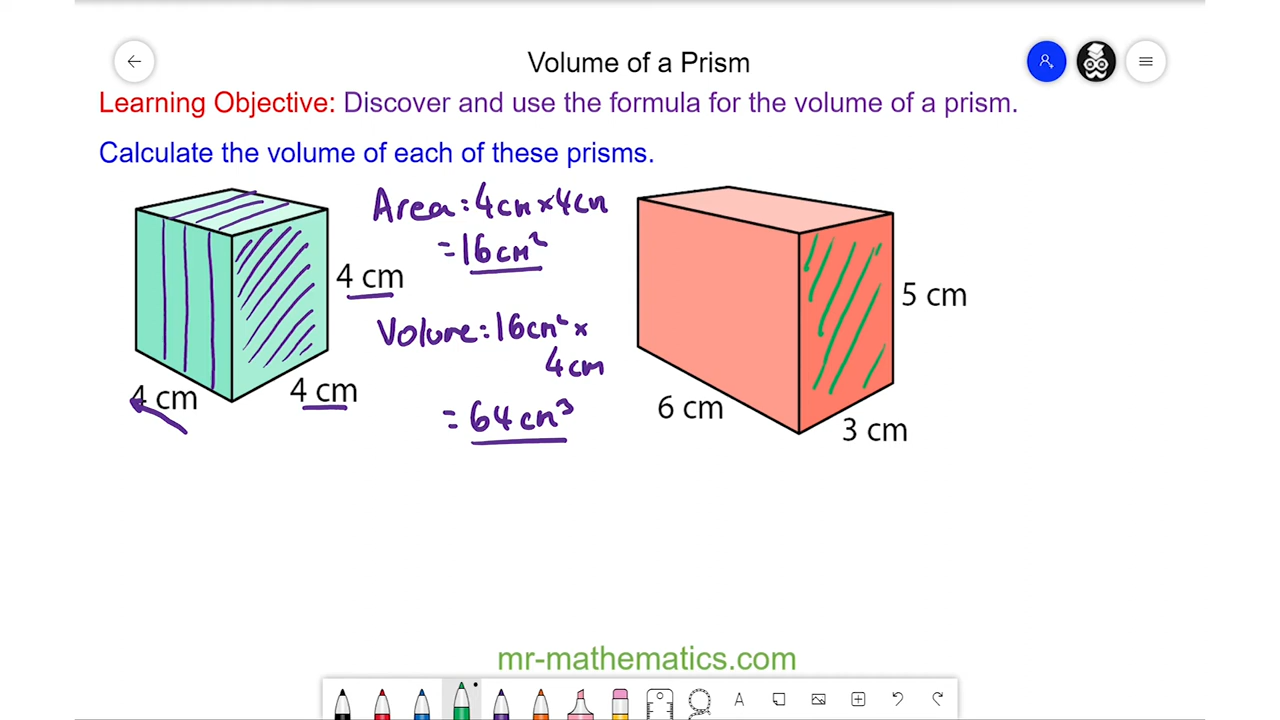 Volume of a Prism
Learning Objective: Discover and use the formula for the volume of a prism.
Calculate the volume of each of these prisms.
Area: 4cm × 4cm
= 16cm²
4 cm
Volume: 16cm² ×
4cm
= 64cm³
4 cm
4 cm
5 cm
6 cm
3 cm
mr-mathematics.com
A